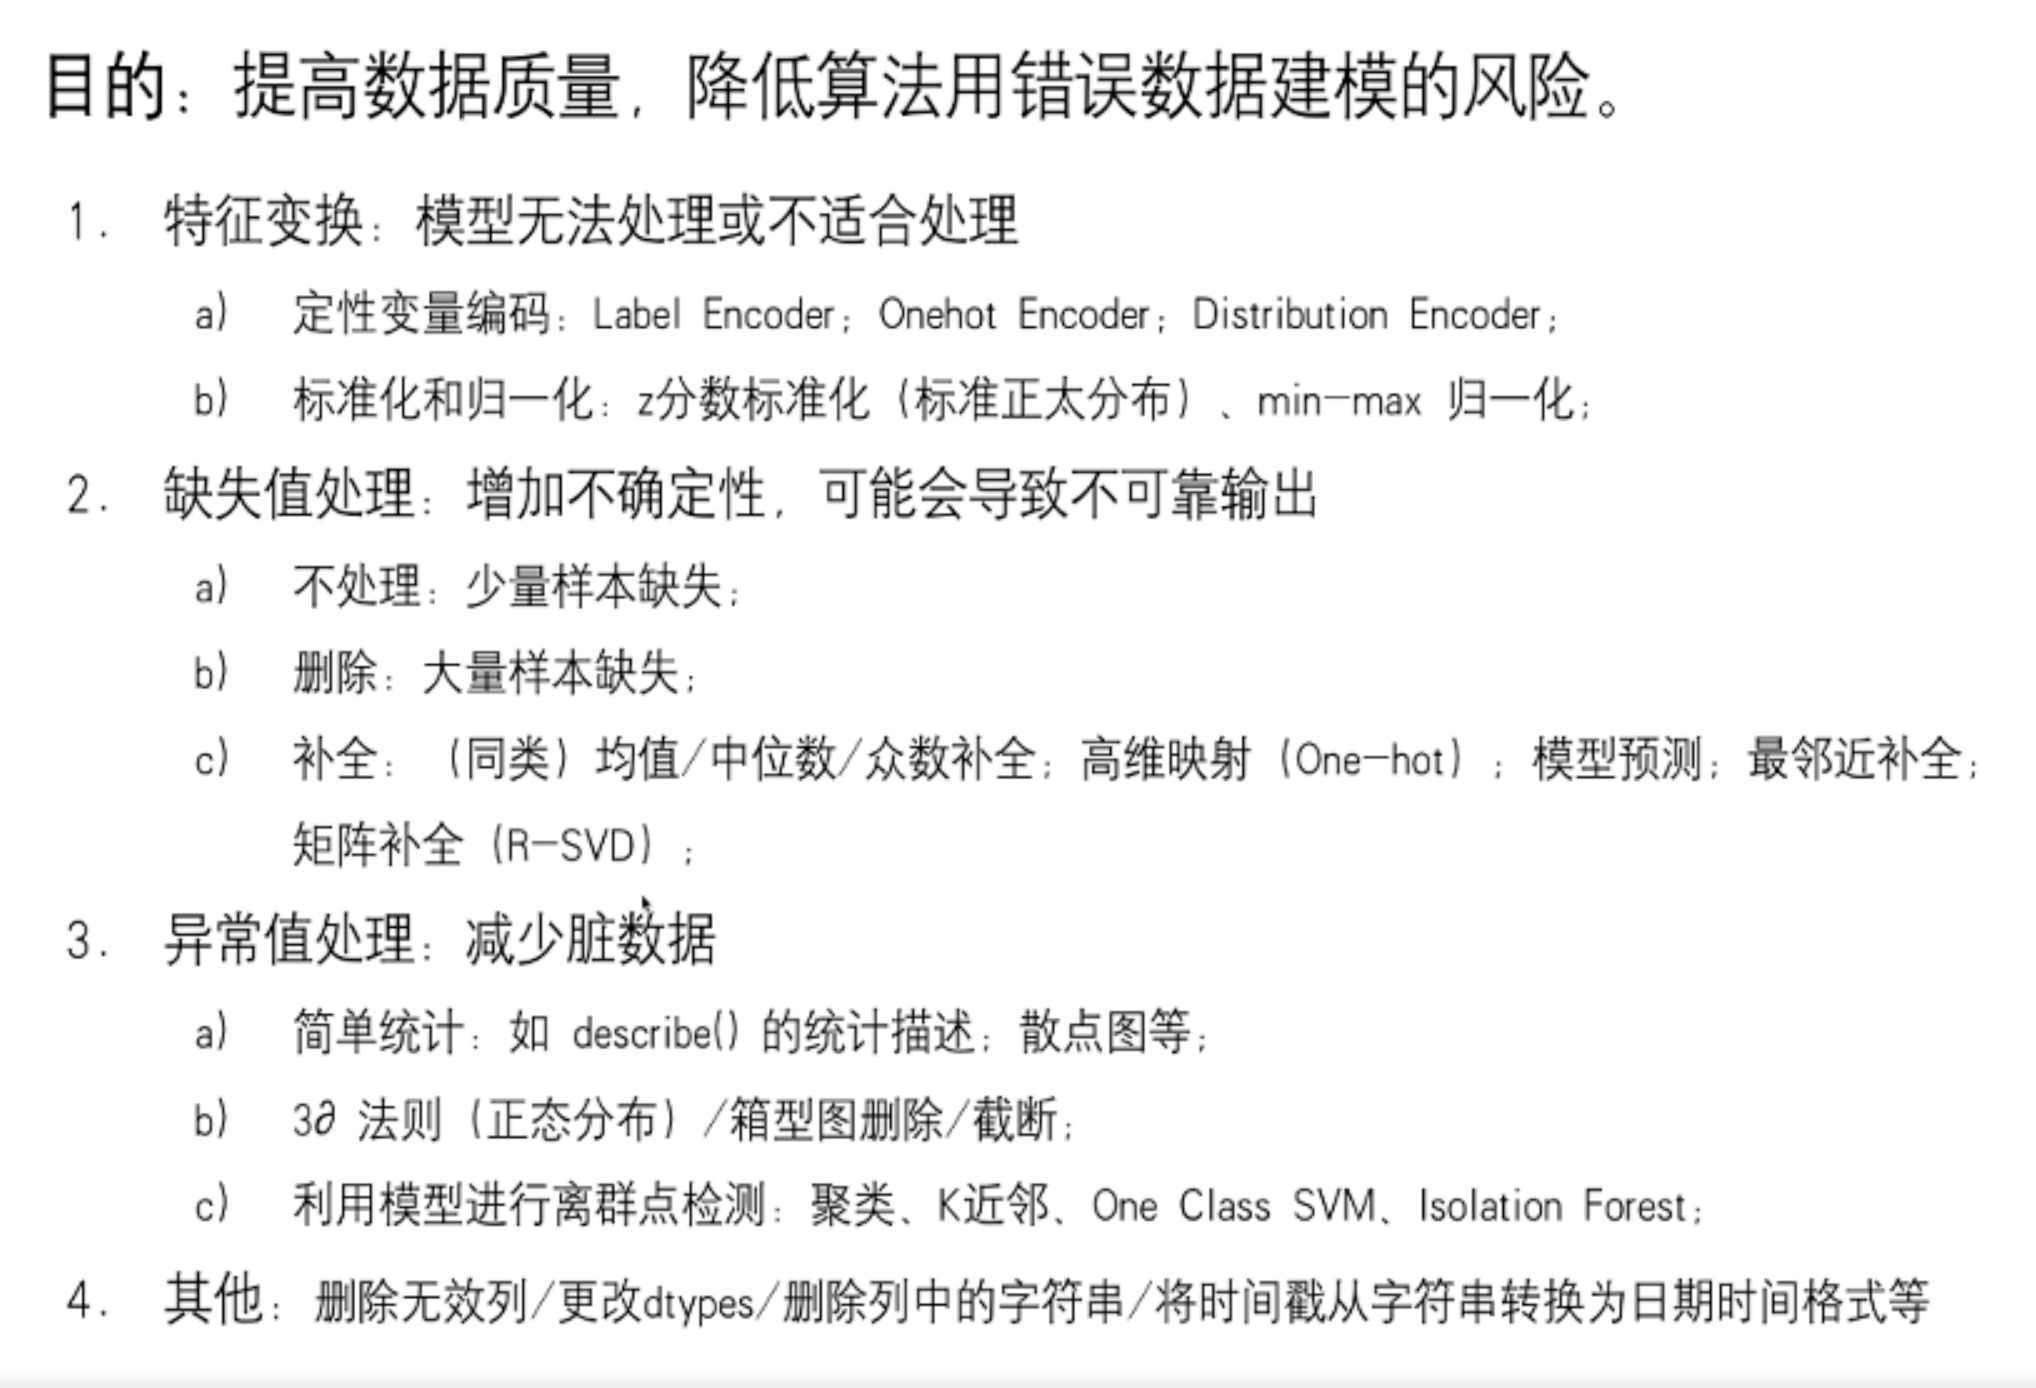 目的：提高数据质量，降低算法用错误数据建模的风险。
1. 特征变换：模型无法处理或不适合处理
a) 定性变量编码：Label Encoder；Onehot Encoder；Distribution Encoder；
b) 标准化和归一化：z分数标准化（标准正太分布）、min-max 归一化；
2. 缺失值处理：增加不确定性，可能会导致不可靠输出
a) 不处理：少量样本缺失；
b) 删除：大量样本缺失；
c) 补全：（同类）均值/中位数/众数补全；高维映射（One-hot）；模型预测；最邻近补全；
矩阵补全（R-SVD）；
3. 异常值处理：减少脏数据
a) 简单统计：如 describe() 的统计描述；散点图等；
b) 3∂ 法则（正态分布）/箱型图删除/截断；
c) 利用模型进行离群点检测：聚类、K近邻、One Class SVM、Isolation Forest；
4. 其他：删除无效列/更改dtypes/删除列中的字符串/将时间戳从字符串转换为日期时间格式等